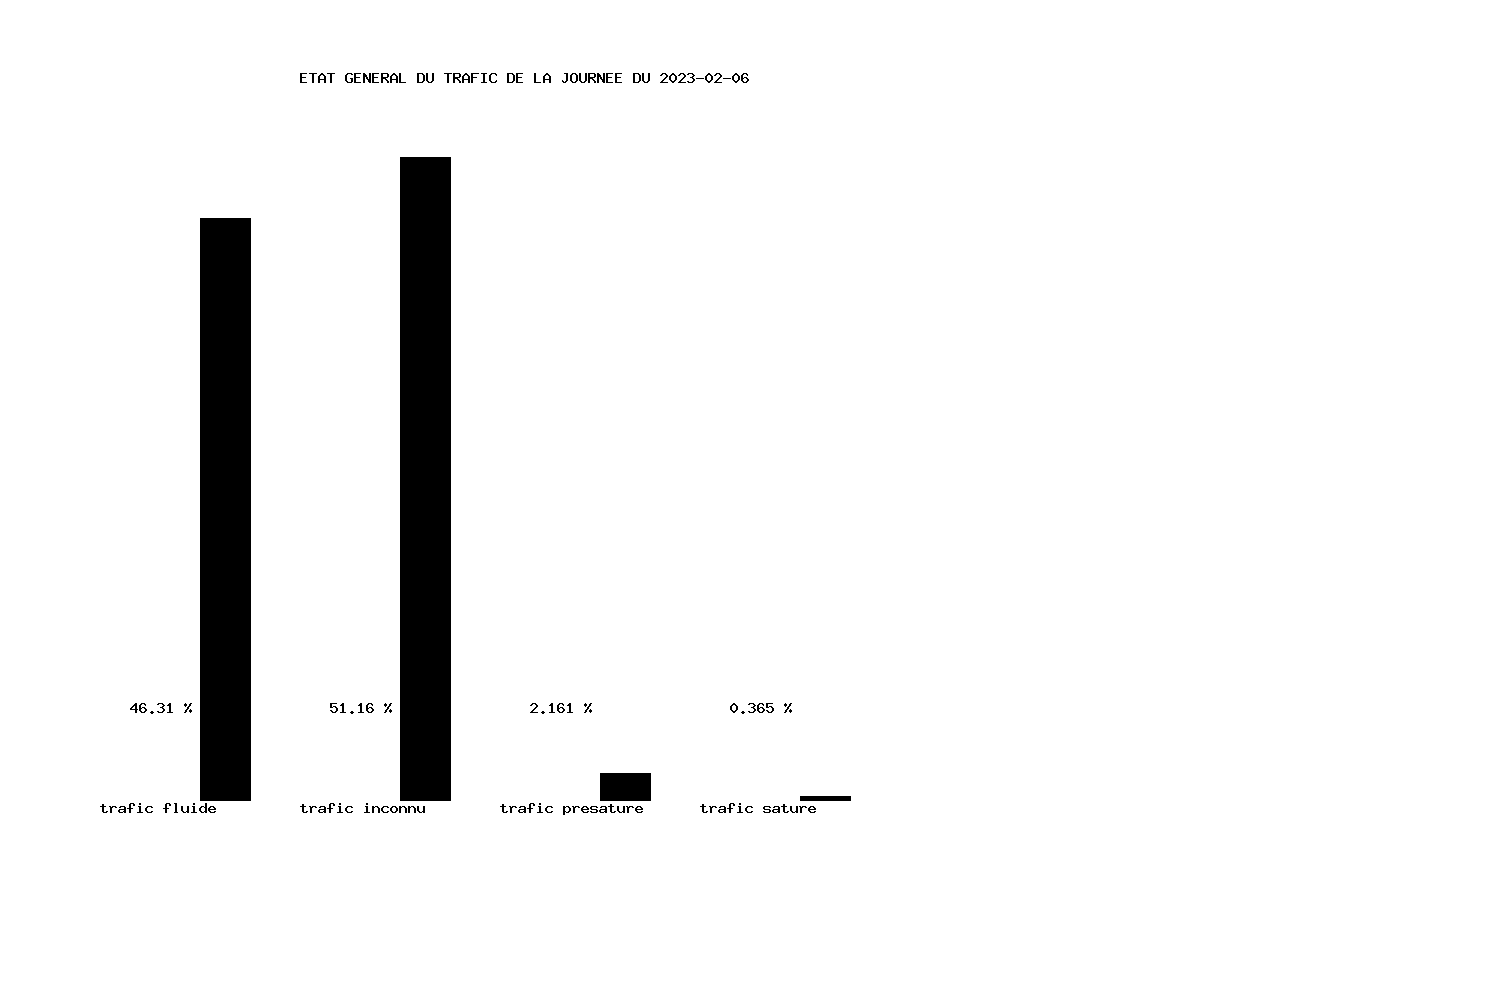 ETAT GENERAL DU TRAFIC DE LA JOURNEE DU 2023-02-06
46.31 % 51.16 % 2.161 % 0.365 %
trafic fluide trafic inconnu trafic presature trafic sature